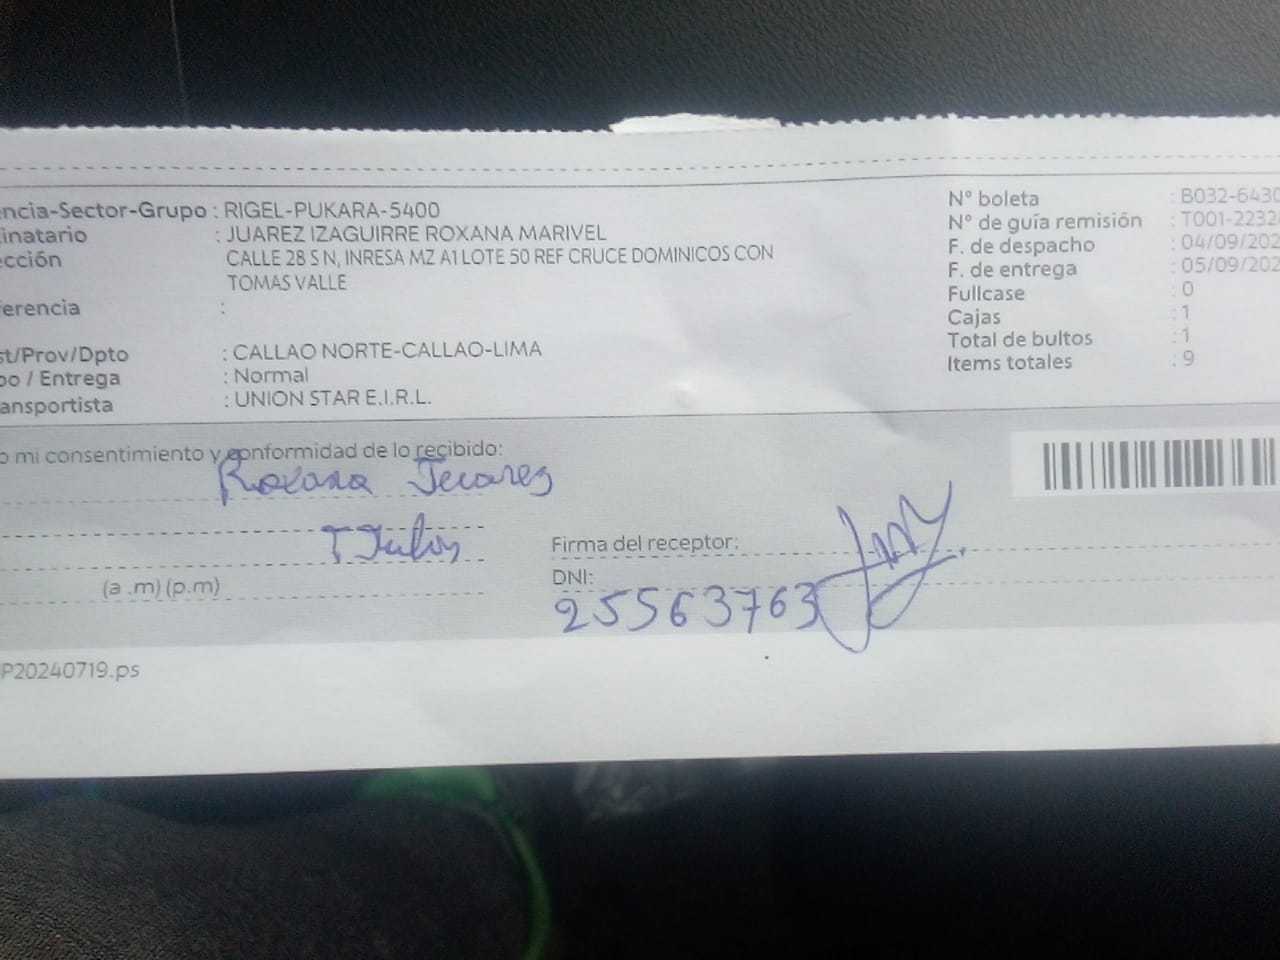 encia-Sector-Grupo : RIGEL-PUKARA-5400
inatario : JUAREZ IZAGUIRRE ROXANA MARIVEL
ección CALLE 28 S N, INRESA MZ A1 LOTE 50 REF CRUCE DOMINICOS CON
TOMAS VALLE
ferencia :
st/Prov/Dpto : CALLAO NORTE-CALLAO-LIMA
po / Entrega : Normal
ansportista : UNION STAR E.I.R.L.
N° boleta : B032-6430
N° de guía remisión : T001-2232
F. de despacho : 04/09/202
F. de entrega : 05/09/202
Fullcase : 0
Cajas : 1
Total de bultos : 1
Items totales : 9
o mi consentimiento y conformidad de lo recibido:
Roxana Juarez
(a .m) (p.m)
Firma del receptor:
DNI:
25563763
P20240719.ps